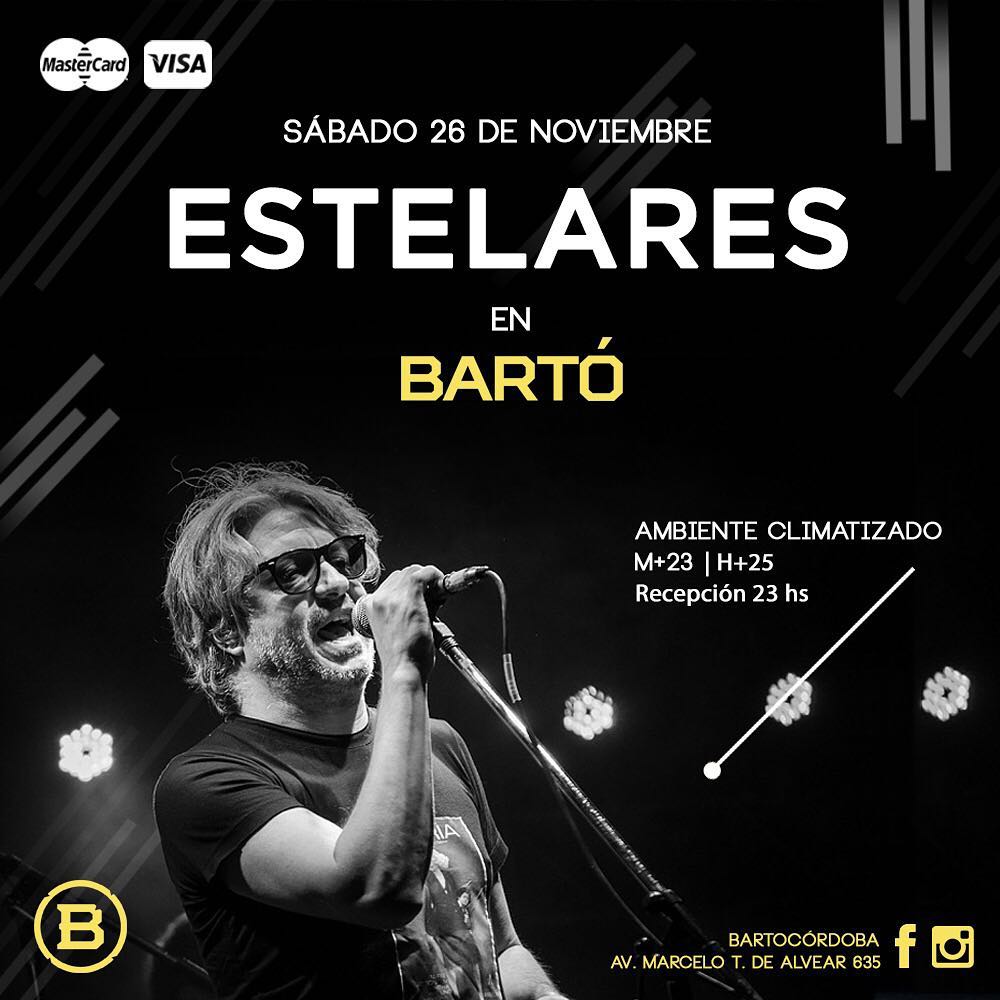 MasterCard VISA
SÁBADO 26 DE NOVIEMBRE
ESTELARES
EN
BARTÓ
AMBIENTE CLIMATIZADO
M+23 | H+25
Recepción 23 hs
B
BARTOCÓRDOBA
AV. MARCELO T. DE ALVEAR 635